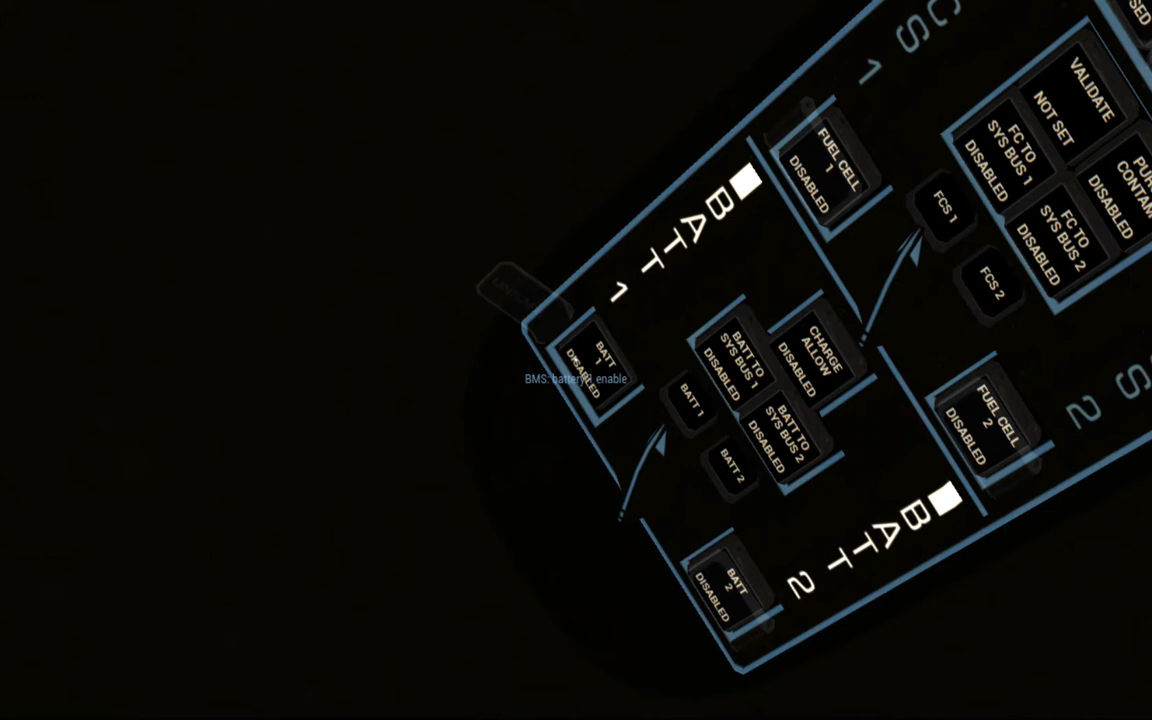 CS 1
SED
VALIDATE
NOT SET
FC TO
SYS BUS 1
DISABLED
DISABLED
FC TO
SYS BUS 2
DISABLED
FUEL CELL
1
DISABLED
FCS 1
FCS 2
BATT 1
BATT
1
DISABLED
BMS: battery 1 enable
BATT TO
SYS BUS 1
DISABLED
CHARGE
ALLOW
DISABLED
BATT 1
BATT TO
SYS BUS 2
DISABLED
BATT 2
FUEL CELL
2
DISABLED
S 2
BATT 2
BATT
2
DISABLED